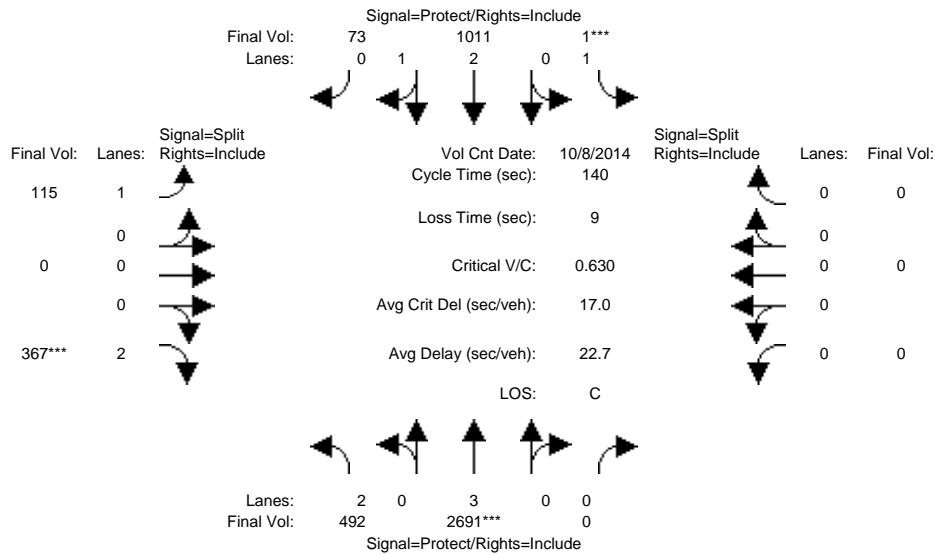 Signal=Protect/Rights=Include
Final Vol: 73 1011 1***
Lanes: 0 1 2 0 1
Signal=Split Signal=Split
Final Vol: Lanes: Rights=Include Vol Cnt Date: 10/8/2014 Rights=Include Lanes: Final Vol:
Cycle Time (sec): 140
115 1 0 0
Loss Time (sec): 9
0 0
0 0 Critical V/C: 0.630 0 0
0 Avg Crit Del (sec/veh): 17.0 0
367*** 2 Avg Delay (sec/veh): 22.7 0 0
LOS: C
Lanes: 2 0 3 0 0
Final Vol: 492 2691*** 0
Signal=Protect/Rights=Include